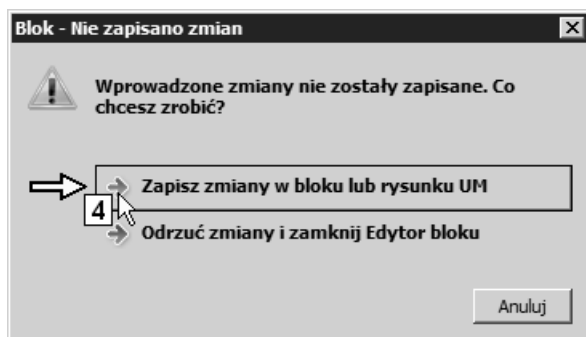 Blok - Nie zapisano zmian
Wprowadzone zmiany nie zostały zapisane. Co
chcesz zrobić?
Zapisz zmiany w bloku lub rysunku UM
4
Odrzuć zmiany i zamknij Edytor bloku
Anuluj